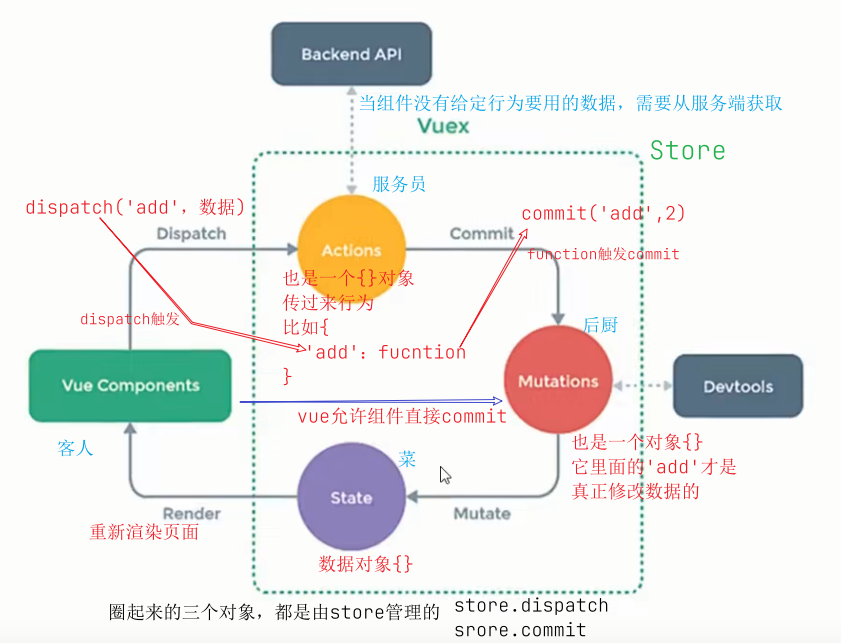 Backend API
当组件没有给定行为要用的数据，需要从服务端获取
Vuex
Store
服务员
dispatch('add'，数据)
commit('add',2)
Dispatch
Actions
Commit
function触发commit
也是一个{}对象
传过来行为
比如{
'add'：fucntion
}
dispatch触发
后厨
Vue Components
Mutations
Devtools
vue允许组件直接commit
客人
菜
也是一个对象{}
它里面的'add'才是
真正修改数据的
State
Render
Mutate
重新渲染页面
数据对象{}
圈起来的三个对象，都是由store管理的
store.dispatch
srore.commit